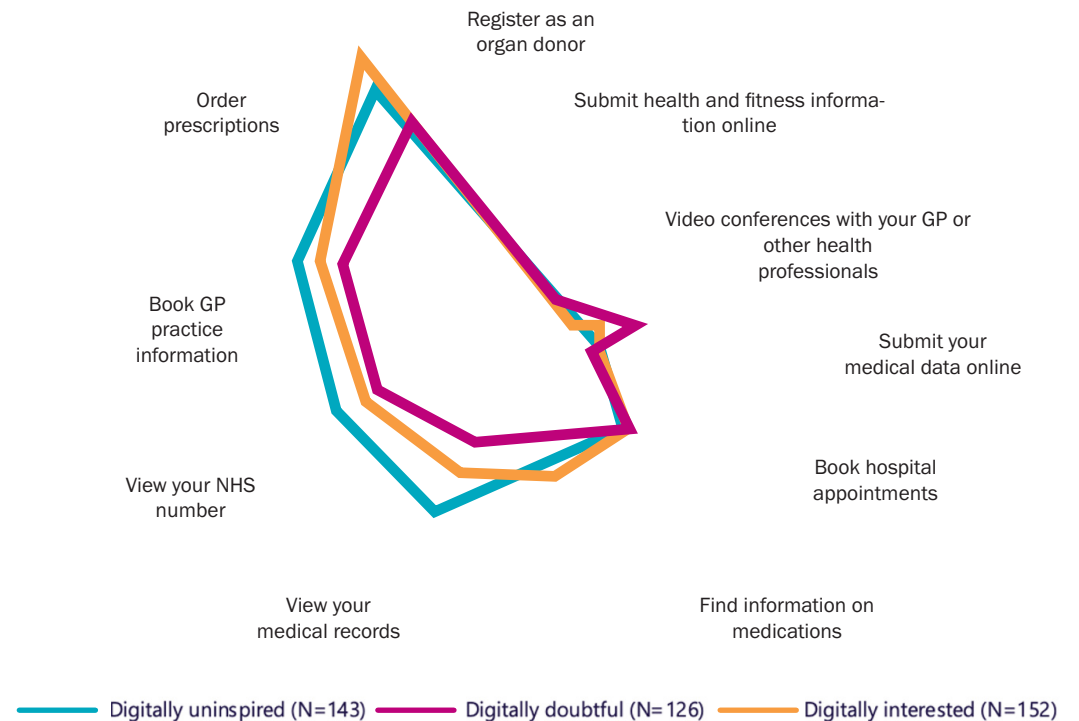 Register as an
organ donor
Order
prescriptions
Submit health and fitness informa-
tion online
Video conferences with your GP or
other health
professionals
Book GP
practice
information
Submit your
medical data online
View your NHS
number
Book hospital
appointments
View your
medical records
Find information on
medications
Digitally uninspired (N=143) Digitally doubtful (N=126) Digitally interested (N=152)